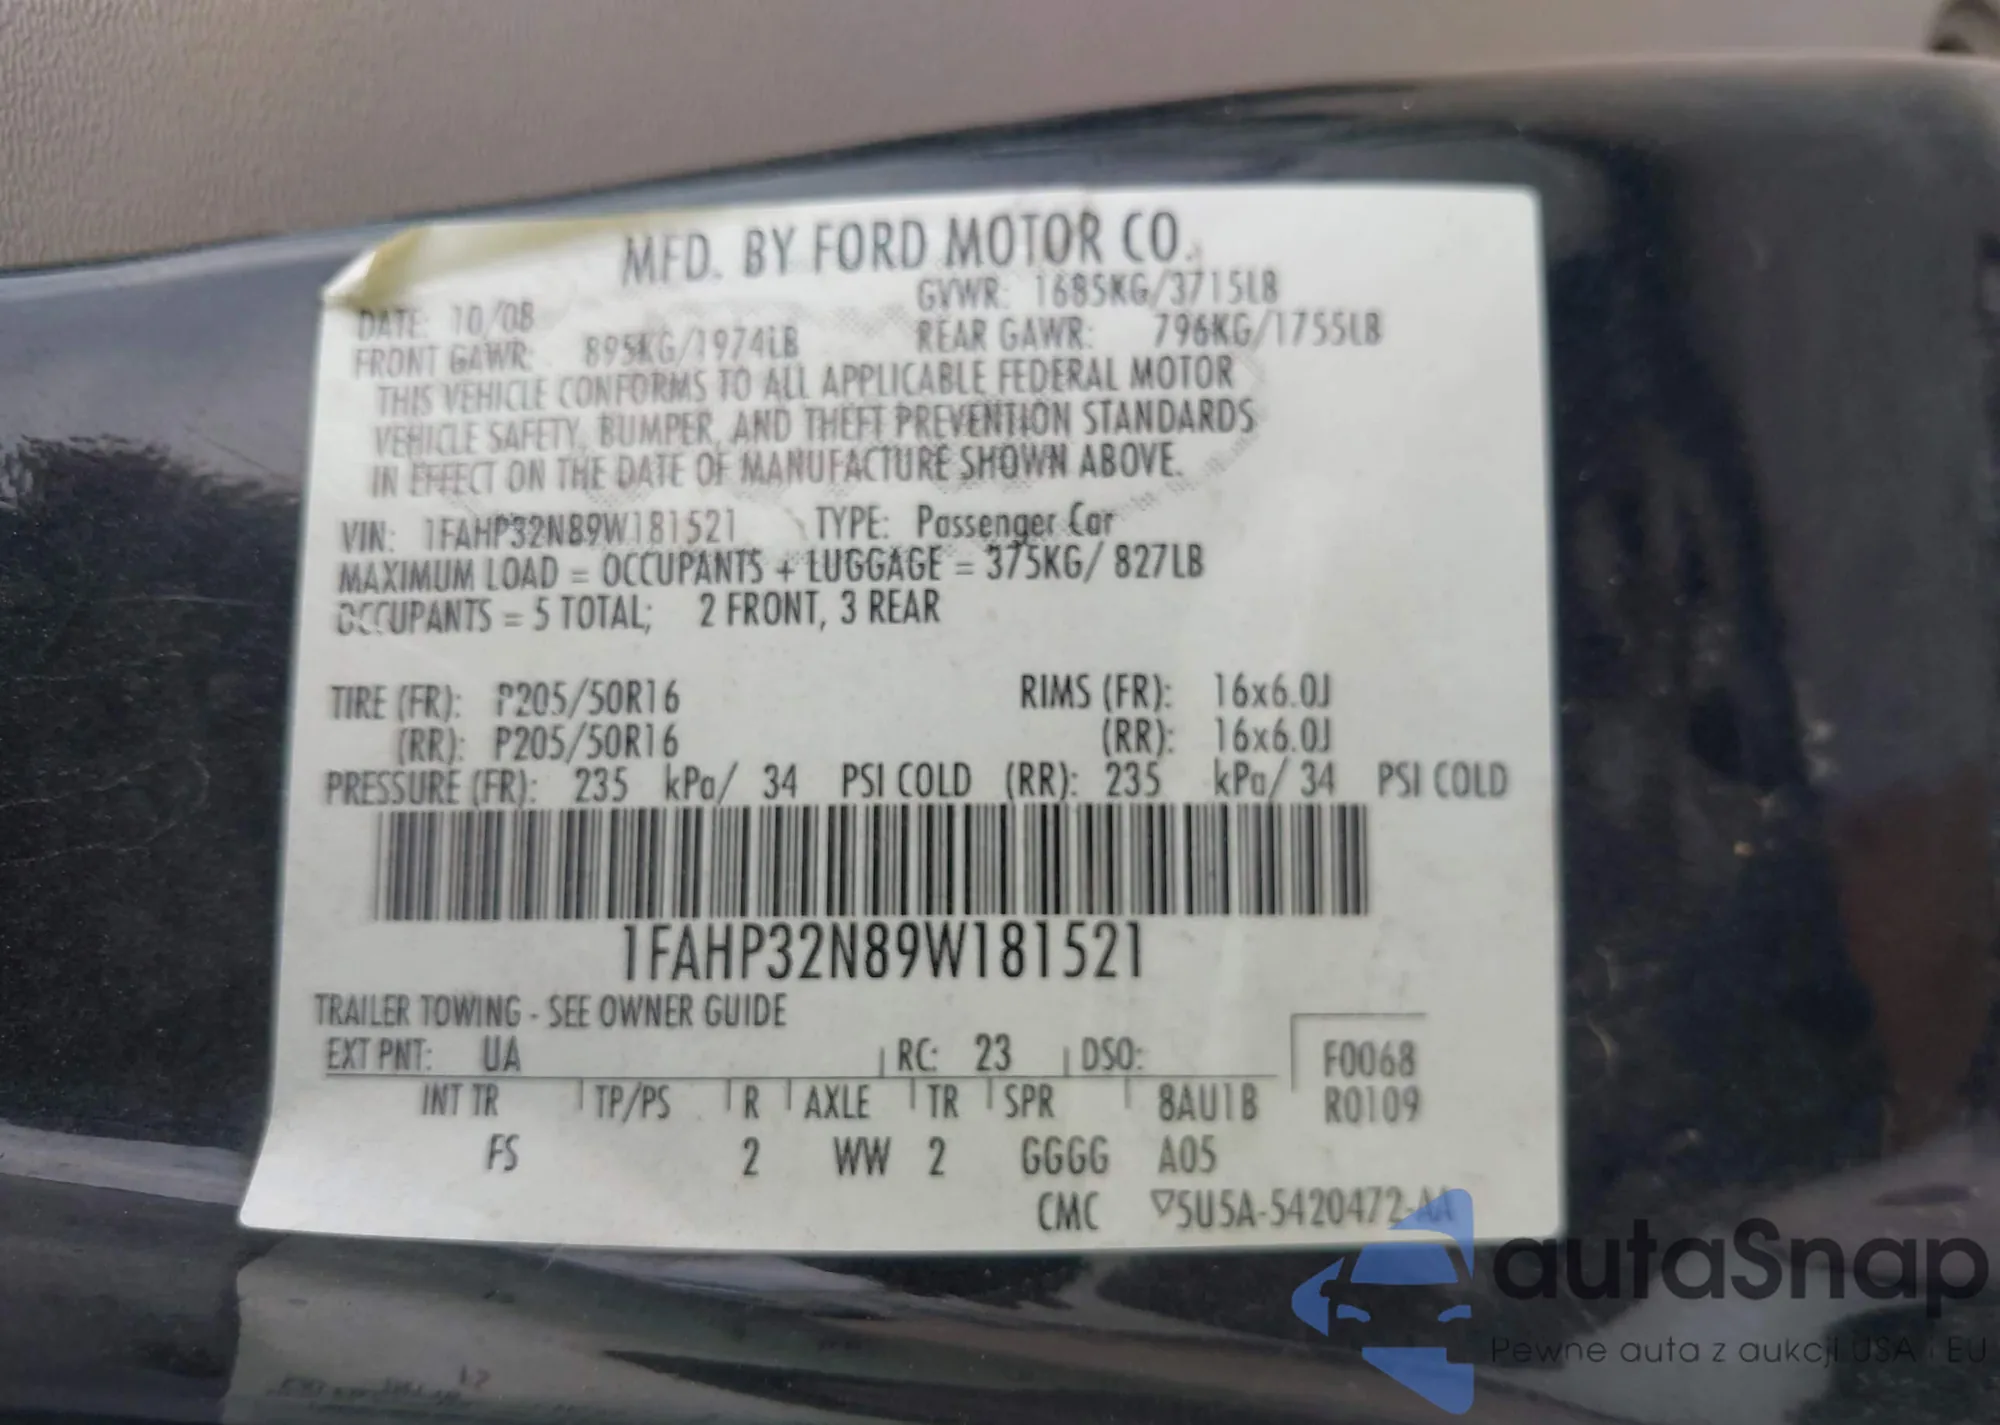 MFD. BY FORD MOTOR CO.
DATE: 10/08 GVWR: 1685KG/3715LB
FRONT GAWR: 895KG/1974LB REAR GAWR: 796KG/1755LB
THIS VEHICLE CONFORMS TO ALL APPLICABLE FEDERAL MOTOR
VEHICLE SAFETY, BUMPER, AND THEFT PREVENTION STANDARDS
IN EFFECT ON THE DATE OF MANUFACTURE SHOWN ABOVE.
VIN: 1FAHP32N89W181521 TYPE: Passenger Car
MAXIMUM LOAD = OCCUPANTS + LUGGAGE = 375KG/ 827LB
OCCUPANTS = 5 TOTAL; 2 FRONT, 3 REAR
TIRE (FR): P205/50R16 RIMS (FR): 16x6.0J
(RR): P205/50R16 (RR): 16x6.0J
PRESSURE (FR): 235 kPa/ 34 PSI COLD (RR): 235 kPa/ 34 PSI COLD
1FAHP32N89W181521
TRAILER TOWING - SEE OWNER GUIDE
EXT PNT: UA RC: 23 DSO: F0068
INT TR TP/PS R AXLE TR SPR 8AU1B R0109
FS 2 WW 2 GGGG A05
CMC ▽5U5A-5420472-AA
autaSnap
Pewne auta z aukcji USA i EU